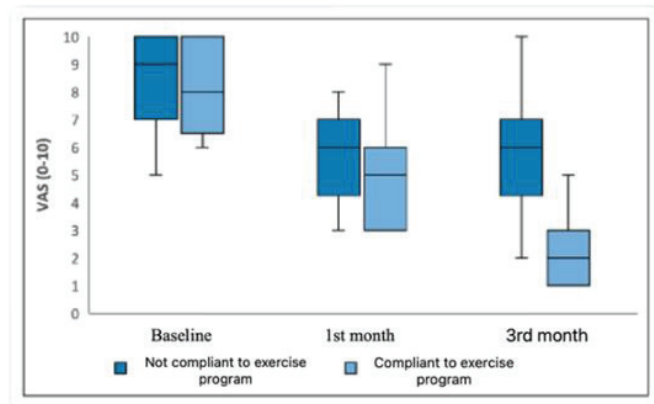 VAS (0-10)
10
9
8
7
6
5
4
3
2
1
0
Baseline
1st month
3rd month
Not compliant to exercise
program
Compliant to exercise
program